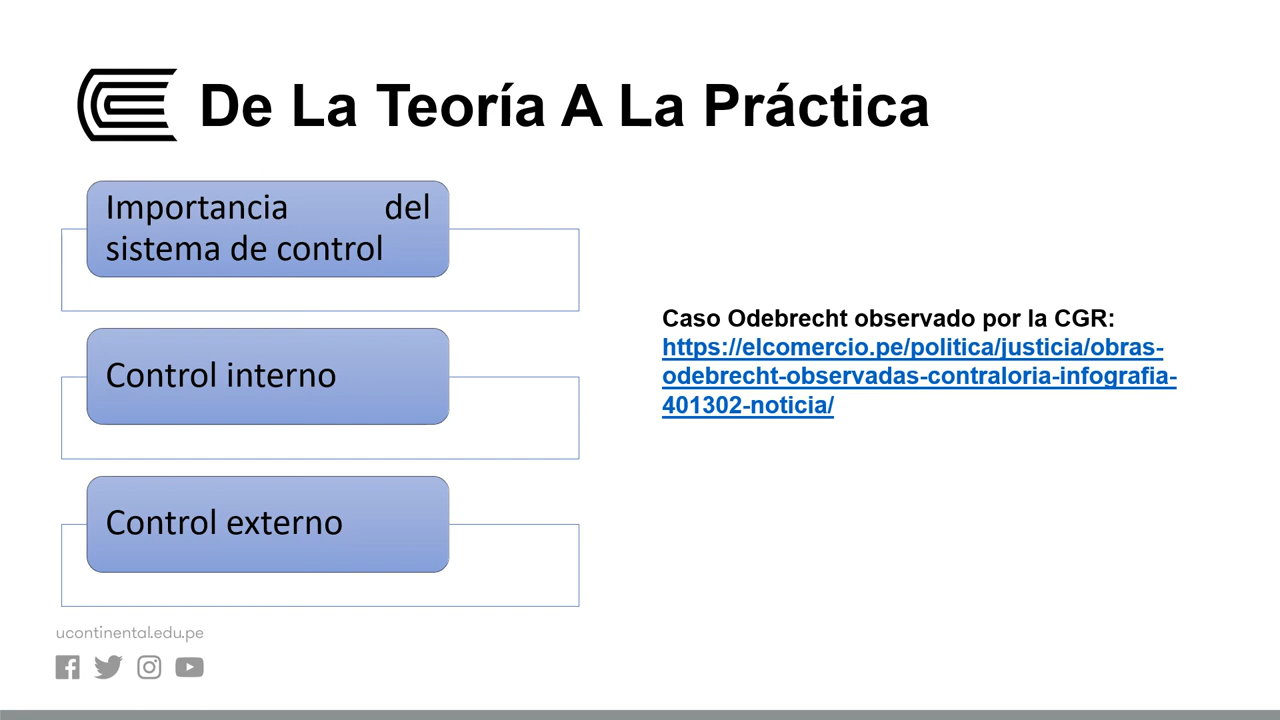 De La Teoría A La Práctica
Importancia del
sistema de control
Control interno
Control externo
Caso Odebrecht observado por la CGR:
https://elcomercio.pe/politica/justicia/obras-
odebrecht-observadas-contraloria-infografia-
401302-noticia/
ucontinental.edu.pe